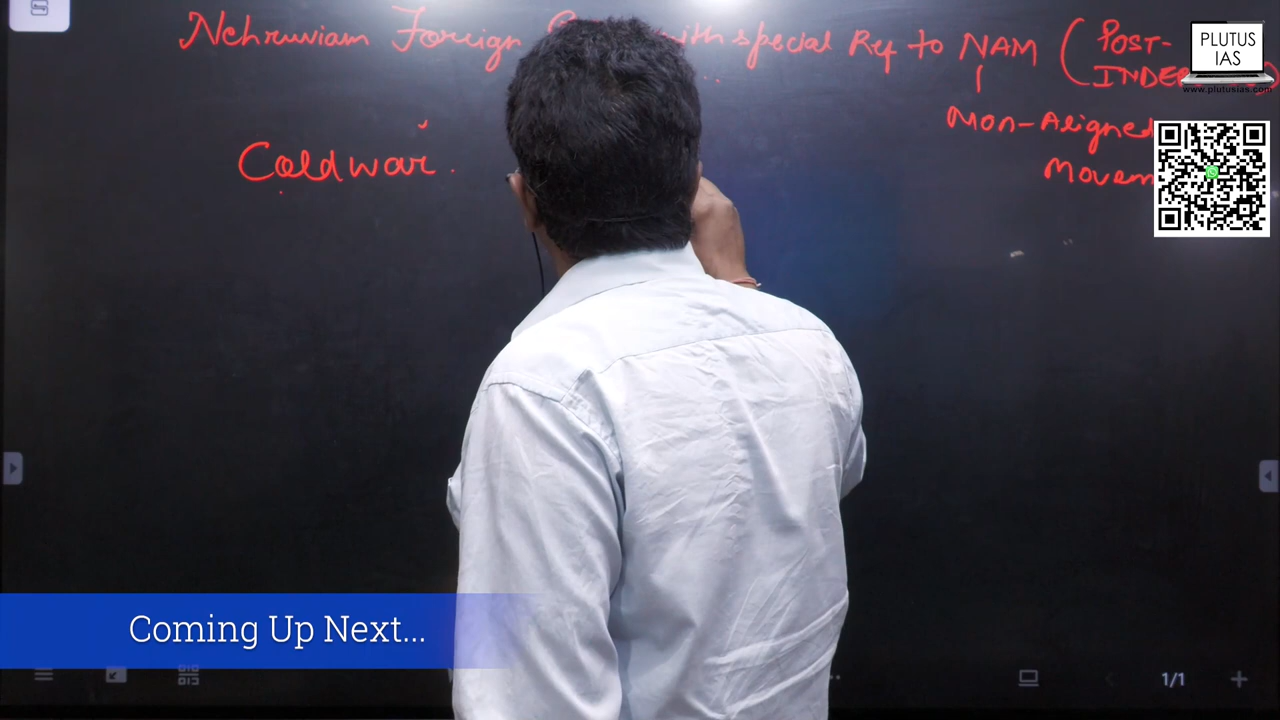 Nehruvian Foreign with special Ref to NAM (POST-
INDE
Non-Aligned
Movem
Coldwar.
PLUTUS
IAS
www.plutusias.com
Coming Up Next...
1/1